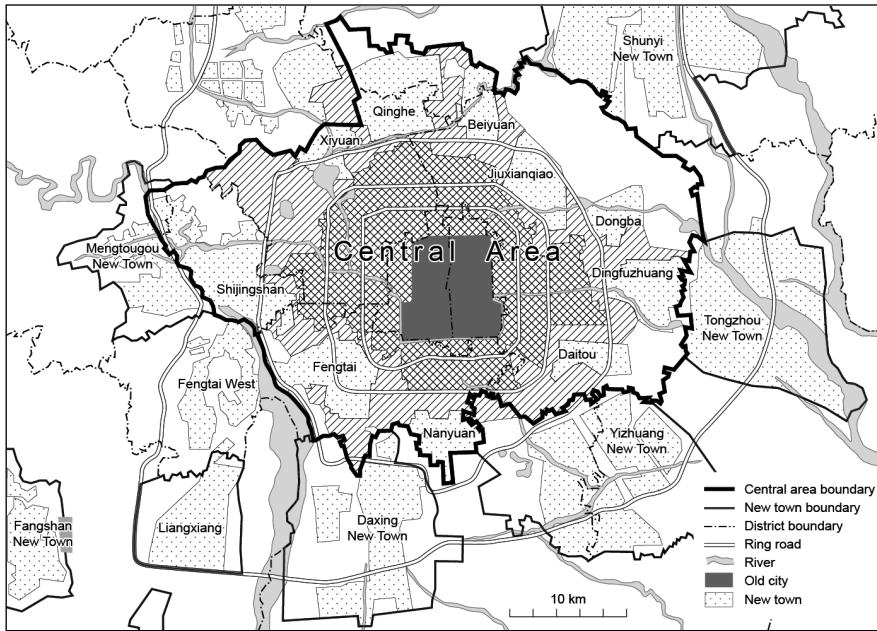 Shunyi
New Town
Qinghe
Beiyuan
Xiyuan
Jiuxianqiao
Dongba
Mengtougou
New Town
Central Area
Dingfuzhuang
Shijingshan
Tongzhou
New Town
Fengtai
Daitou
Fengtai West
Nanyuan
Yizhuang
New Town
Fangshan
New Town
Liangxiang
Daxing
New Town
Central area boundary
New town boundary
District boundary
Ring road
River
Old city
New town
10 km